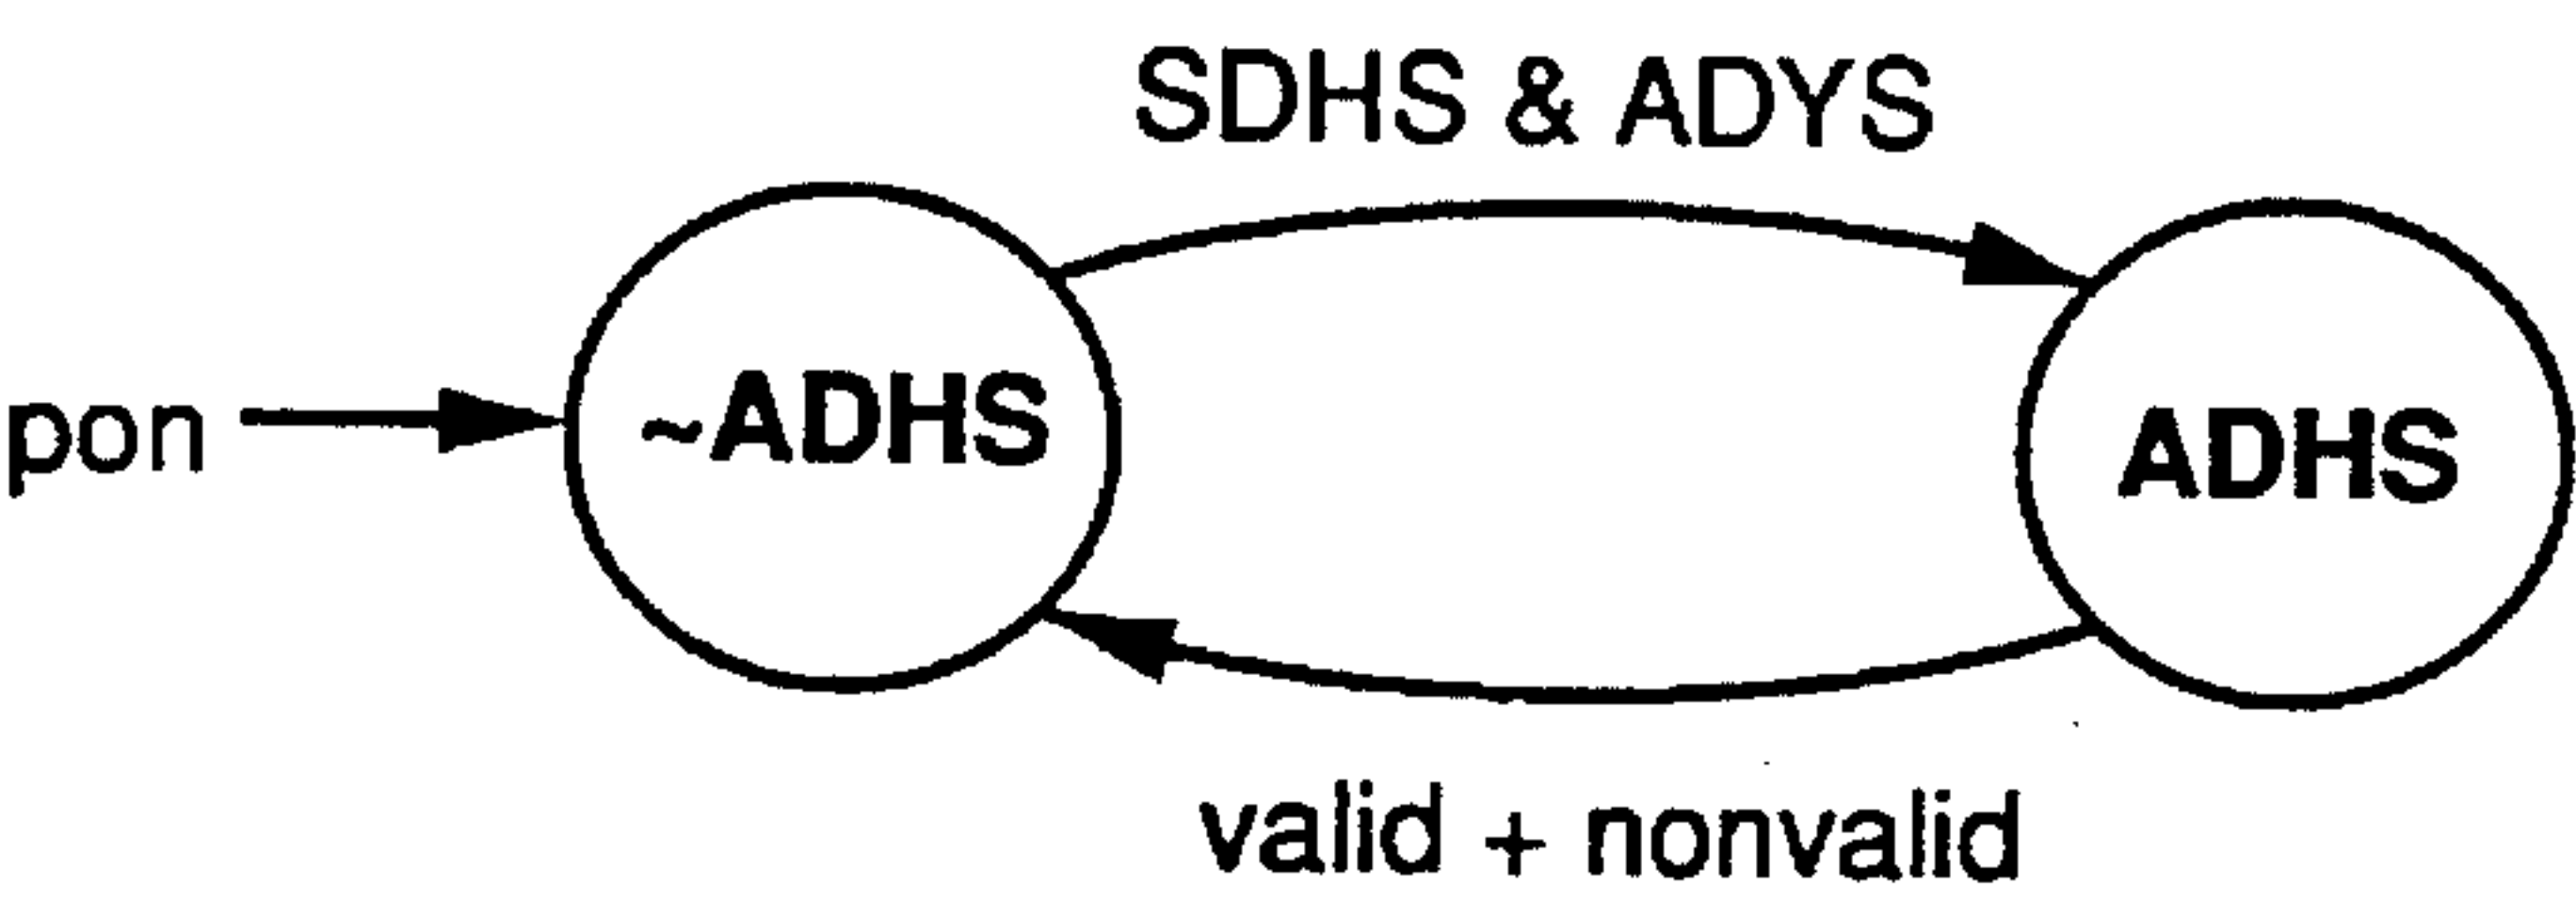 SDHS & ADYS
pon
~ADHS
ADHS
valid + nonvalid